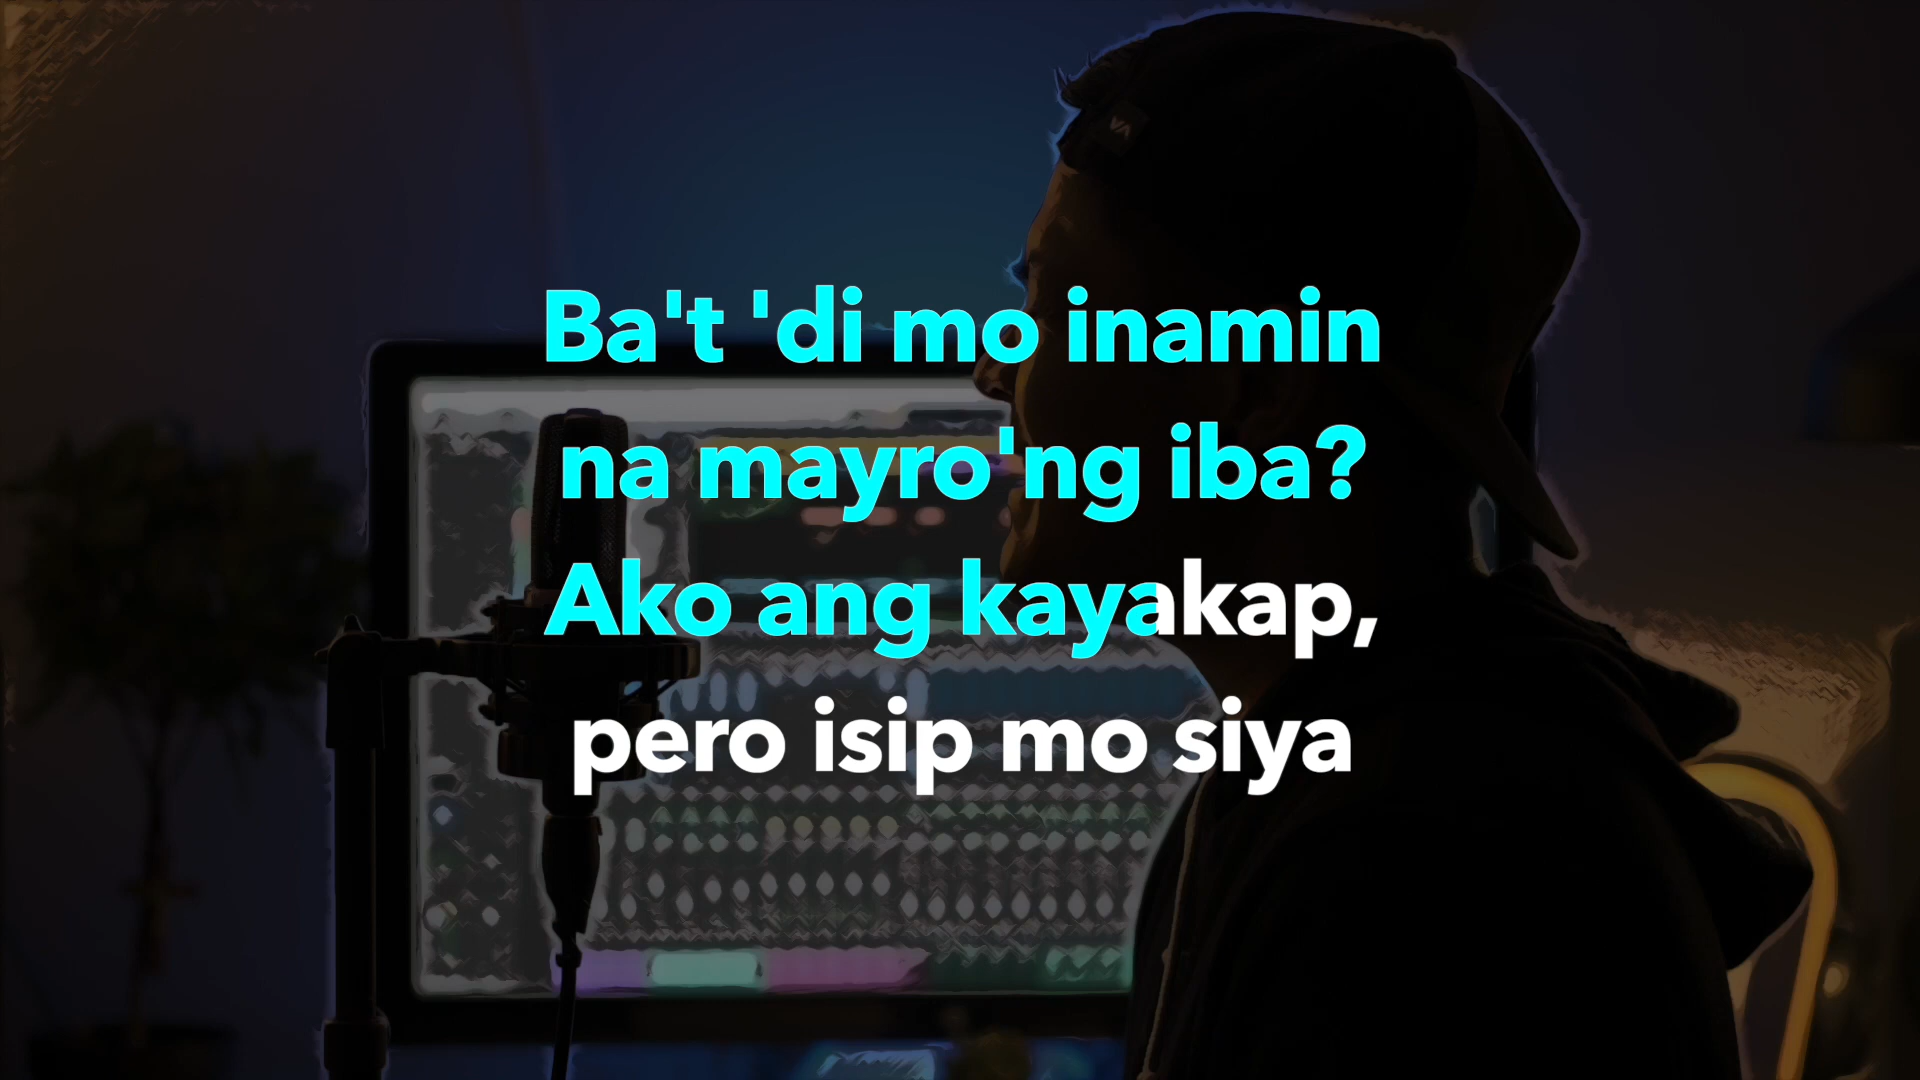 Ba't 'di mo inamin
na mayro'ng iba?
Ako ang kayakap,
pero isip mo siya